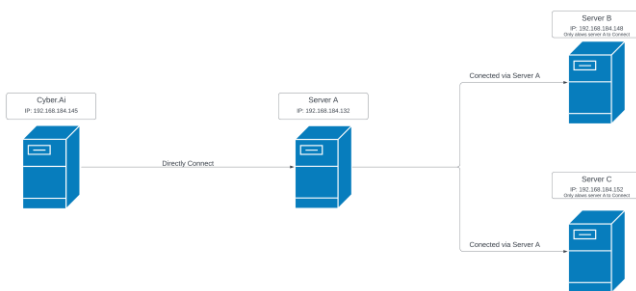 Server B
IP: 192.168.184.148
Only allows server A to Connect
Cyber.Ai
IP: 192.168.184.145
Server A
IP: 192.168.184.132
Conected via Server A
Directly Connect
Server C
IP: 192.168.184.152
Only allows server A to Connect
Conected via Server A